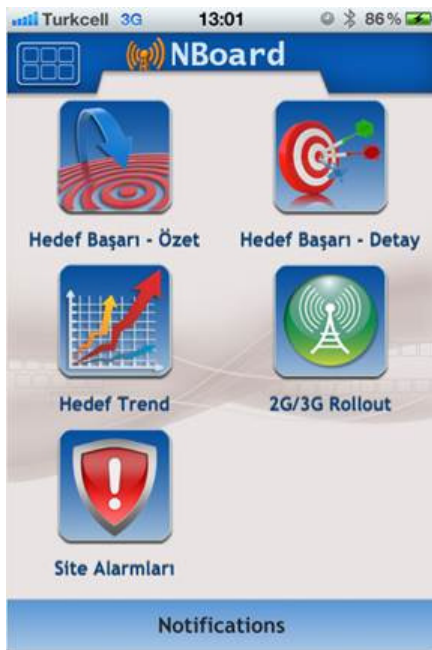 Turkcell 3G 13:01 86%
NBoard
Hedef Başarı - Özet Hedef Başarı - Detay
Hedef Trend 2G/3G Rollout
Site Alarmları
Notifications